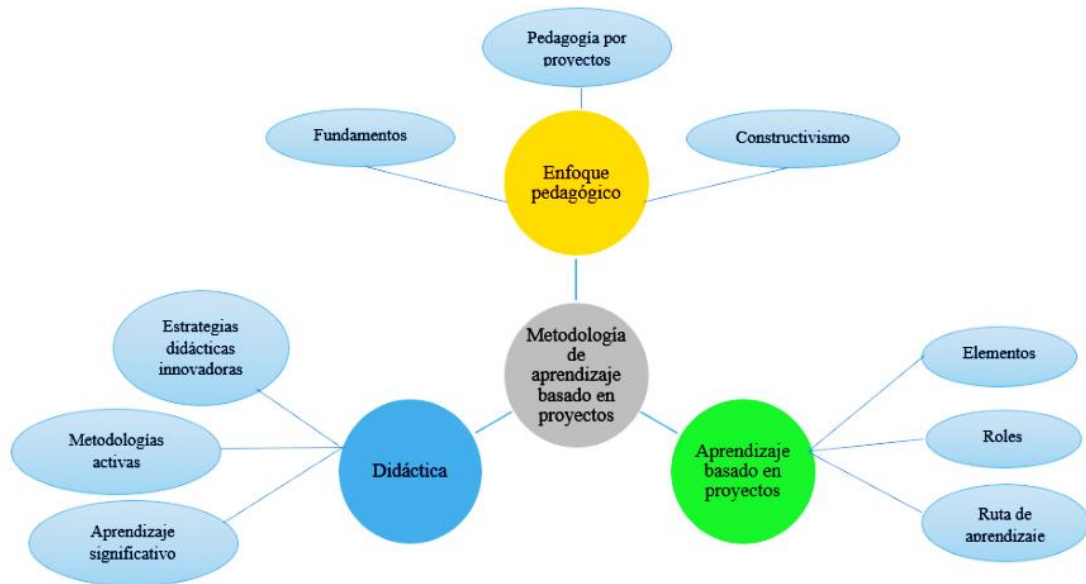 Pedagogía por
proyectos
Fundamentos
Constructivismo
Enfoque
pedagógico
Estrategias
didácticas
innovadoras
Metodología
de
aprendizaje
basado en
proyectos
Elementos
Metodologías
activas
Didáctica
Aprendizaje
basado en
proyectos
Roles
Aprendizaje
significativo
Ruta de
aprendizaje